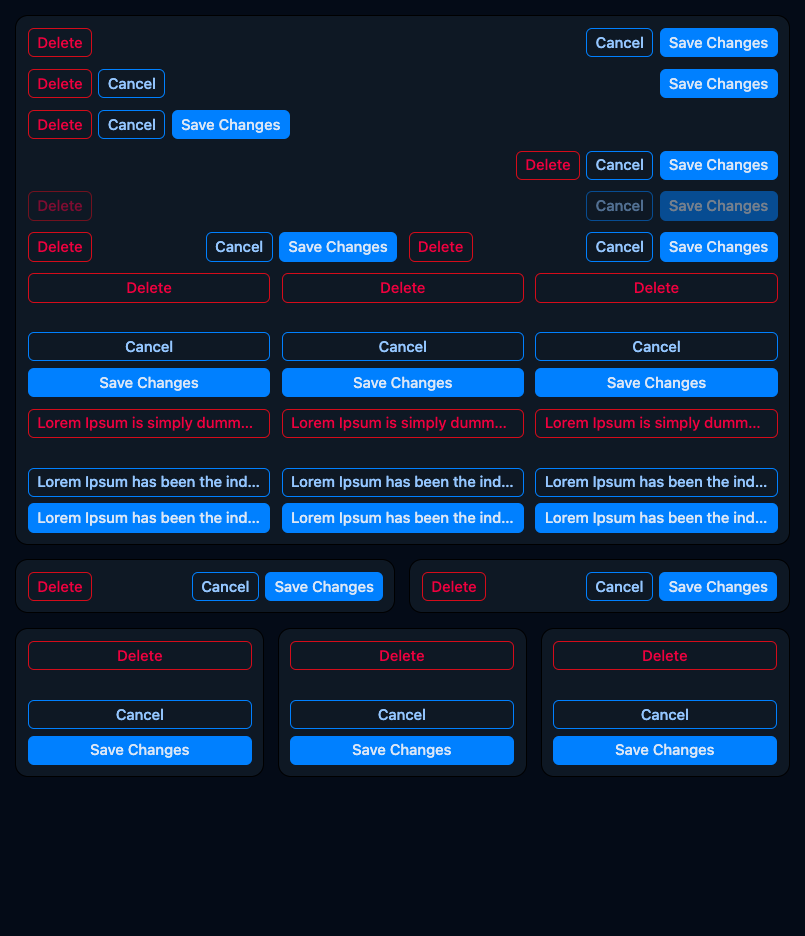 Delete Cancel Save Changes
Delete Cancel Save Changes
Delete Cancel Save Changes
Delete Cancel Save Changes
Delete Cancel Save Changes
Delete Cancel Save Changes Delete Cancel Save Changes
Delete Delete Delete
Cancel Cancel Cancel
Save Changes Save Changes Save Changes
Lorem Ipsum is simply dumm... Lorem Ipsum is simply dumm... Lorem Ipsum is simply dumm...
Lorem Ipsum has been the ind... Lorem Ipsum has been the ind... Lorem Ipsum has been the ind...
Lorem Ipsum has been the ind... Lorem Ipsum has been the ind... Lorem Ipsum has been the ind...
Delete Cancel Save Changes Delete Cancel Save Changes
Delete Delete Delete
Cancel Cancel Cancel
Save Changes Save Changes Save Changes